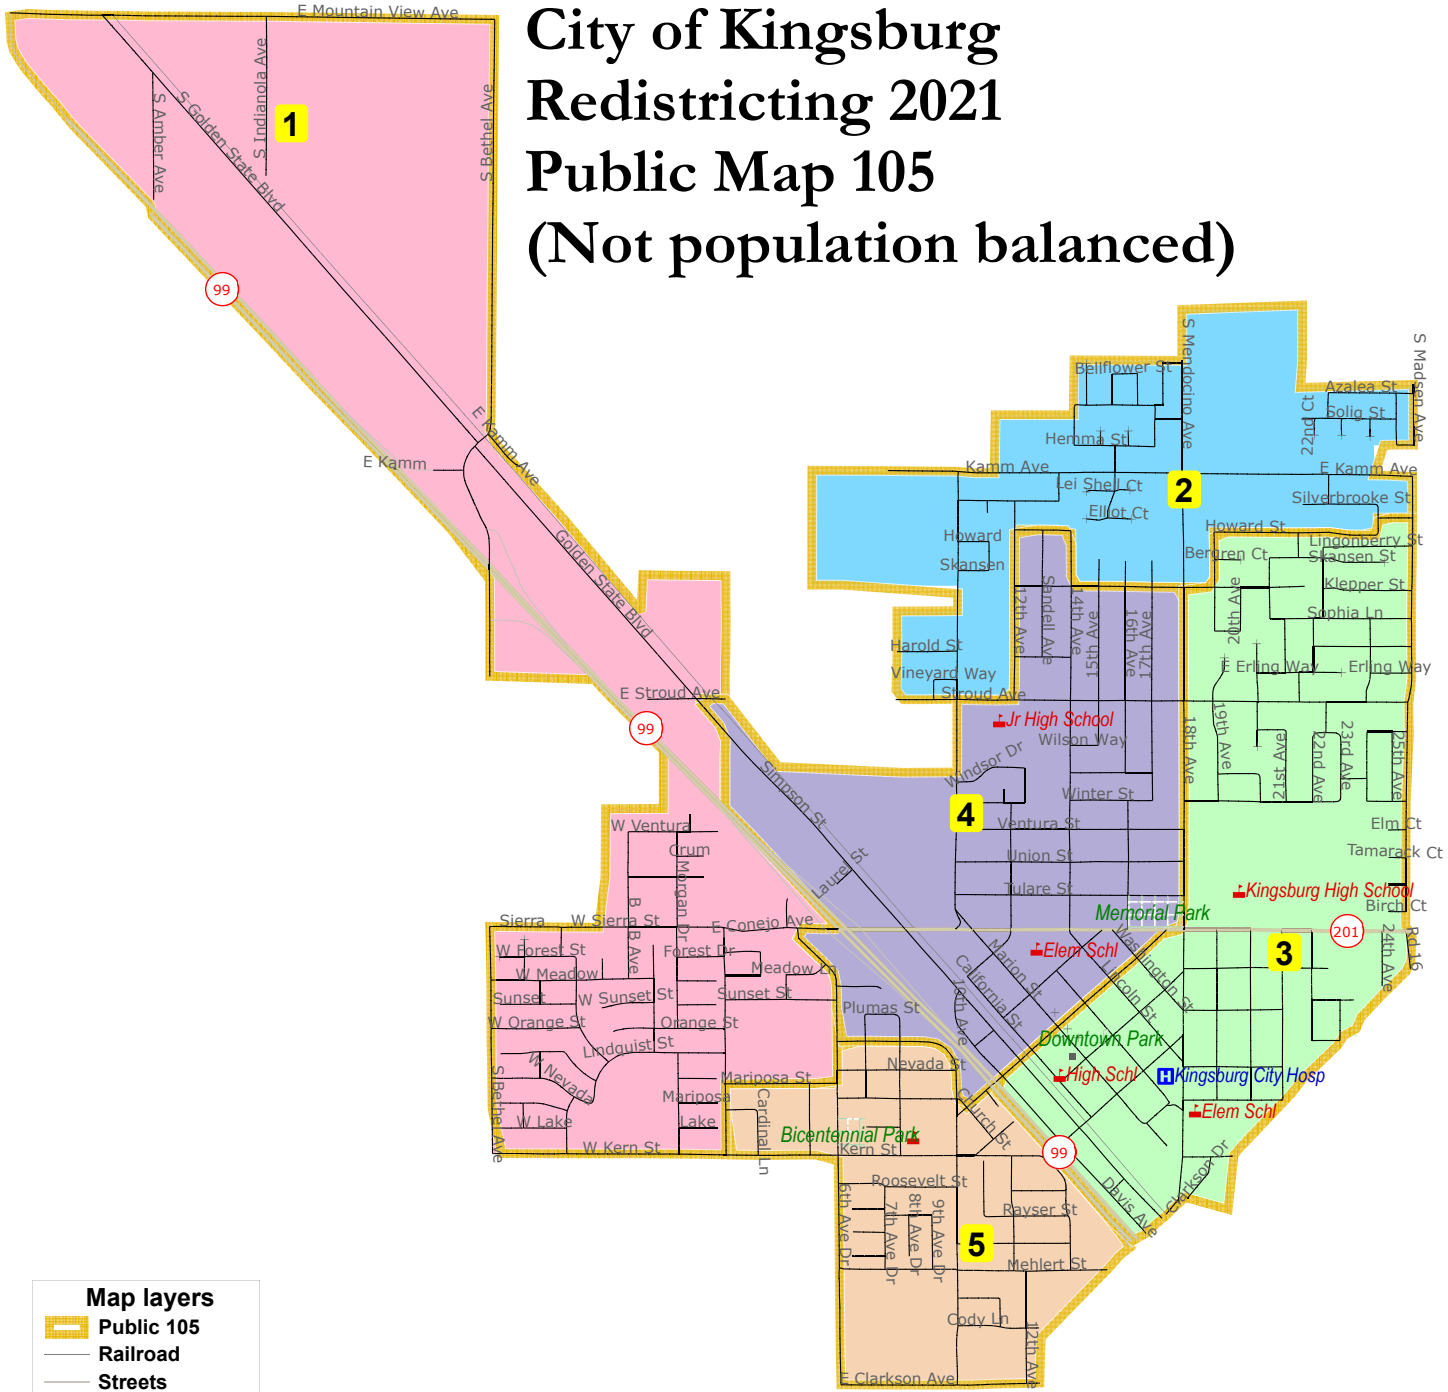 City of Kingsburg
Redistricting 2021
Public Map 105
(Not population balanced)
E Mountain View Ave
S Indianola Ave
S Bethel Ave
S Amber Ave
S Golden State Blvd
1
99
E Kamm Ave
E Kamm
Golden State Blvd
E Stroud Ave
99
Simpson St
Laurel St
S Mendocino Ave
S Madsen Ave
Bellflower St
Azalea St
Solig St
22nd Ct
Hemma St
Kamm Ave
E Kamm Ave
Lei Shell Ct
2
Silverbrooke St
Elliot Ct
Howard St
Howard
Lingonberry St
Bergren Ct
Skansen St
Skansen
Klepper St
12th Ave
Sandell Ave
14th Ave
15th Ave
16th Ave
17th Ave
20th Ave
Sophia Ln
Harold St
E Erling Way
Erling Way
Vineyard Way
Stroud Ave
Jr High School
Wilson Way
18th Ave
19th Ave
21st Ave
22nd Ave
23rd Ave
25th Ave
Windsor Dr
Winter St
4
Ventura St
Elm Ct
Union St
Tamarack Ct
Tulare St
Kingsburg High School
Birch Ct
Memorial Park
201
Rd 16
24th Ave
3
Elem Schl
Washington St
Marion St
Lincoln St
California St
10th Ave
Plumas St
Downtown Park
Nevada St
High Schl
Kingsburg City Hosp
H
Elem Schl
Church St
W Ventura
Crum
Morgan Dr
B
B Ave
Sierra
W Sierra St
E Conejo Ave
W Forest St
Forest Dr
W Meadow
Meadow Ln
Sunset
W Sunset St
Sunset St
W Orange St
Orange St
Lindquist St
W Nevada
Mariposa St
S Bethel Ave
Mariposa
Cardinal Ln
W Lake
Lake
W Kern St
Bicentennial Park
Kern St
99
Clarkson Dr
Davis Ave
Roosevelt St
6th Ave Dr
7th Ave Dr
8th Ave Dr
9th Ave Dr
Rayser St
5
Mehlert St
Cody Ln
12th Ave
E Clarkson Ave
Map layers
Public 105
Railroad
Streets